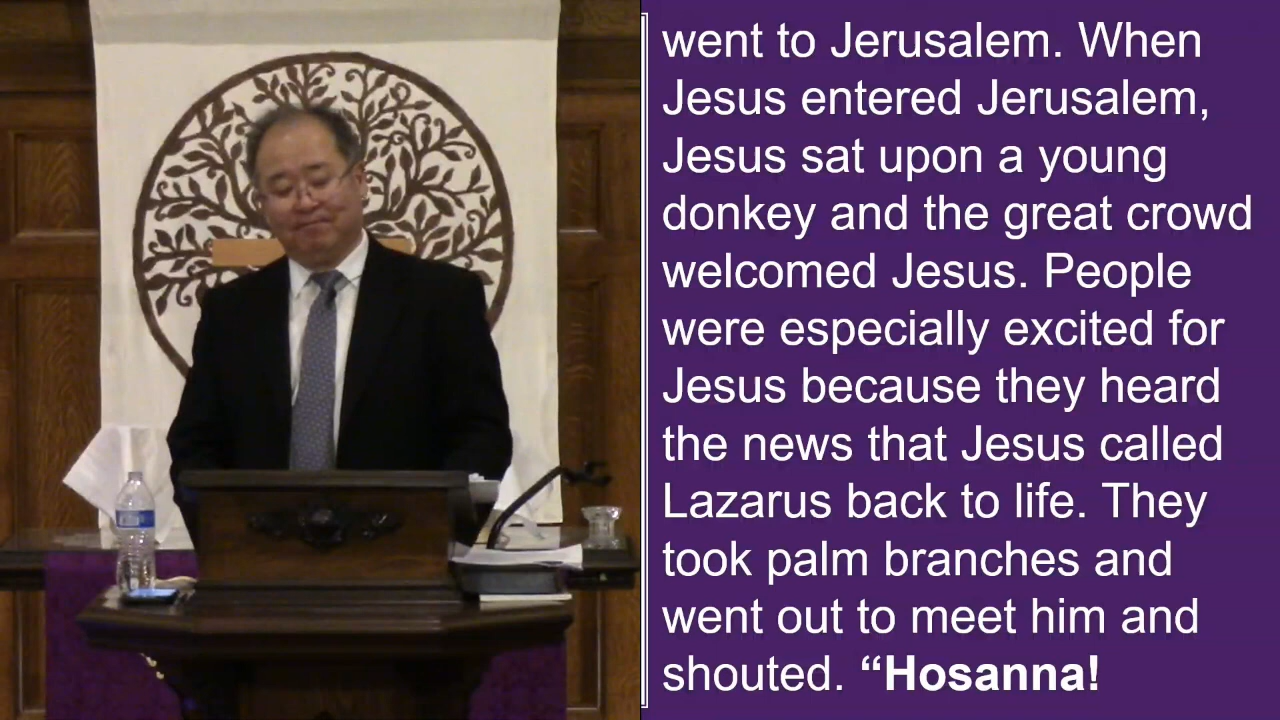 went to Jerusalem. When
Jesus entered Jerusalem,
Jesus sat upon a young
donkey and the great crowd
welcomed Jesus. People
were especially excited for
Jesus because they heard
the news that Jesus called
Lazarus back to life. They
took palm branches and
went out to meet him and
shouted. “Hosanna!